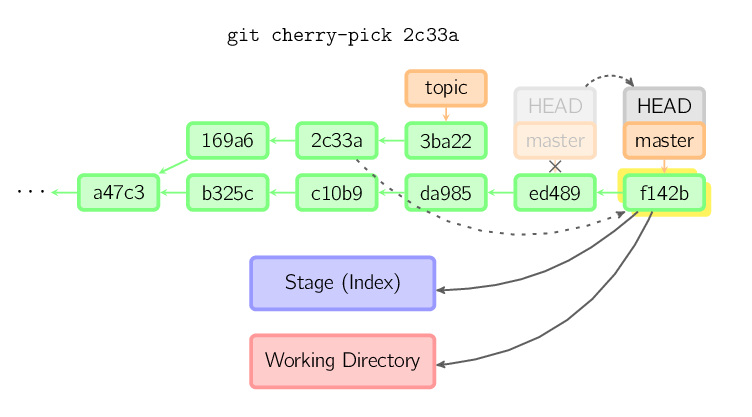 git cherry-pick 2c33a
topic
HEAD HEAD
master master
169a6 2c33a 3ba22
... a47c3 b325c c10b9 da985 ed489 f142b
Stage (Index)
Working Directory